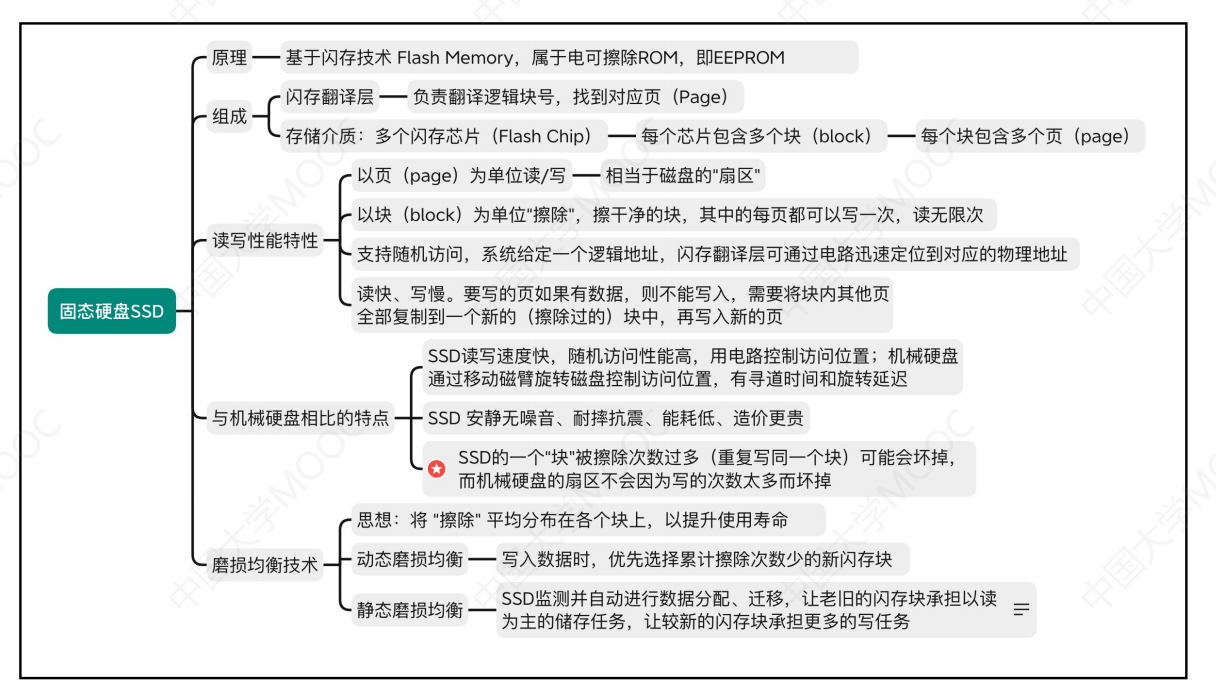 原理
基于闪存技术 Flash Memory，属于电可擦除ROM，即EEPROM
组成
闪存翻译层
负责翻译逻辑块号，找到对应页（Page）
存储介质：多个闪存芯片（Flash Chip）
每个芯片包含多个块（block）
每个块包含多个页（page）
固态硬盘SSD
读写性能特性
以页（page）为单位读/写
相当于磁盘的"扇区"
以块（block）为单位"擦除"，擦干净的块，其中的每页都可以写一次，读无限次
支持随机访问，系统给定一个逻辑地址，闪存翻译层可通过电路迅速定位到对应的物理地址
读快、写慢。要写的页如果有数据，则不能写入，需要将块内其他页
全部复制到一个新的（擦除过的）块中，再写入新的页
与机械硬盘相比的特点
SSD读写速度快，随机访问性能高，用电路控制访问位置；机械硬盘
通过移动磁臂旋转磁盘控制访问位置，有寻道时间和旋转延迟
SSD 安静无噪音、耐摔抗震、能耗低、造价更贵
SSD的一个"块"被擦除次数过多（重复写同一个块）可能会坏掉，
而机械硬盘的扇区不会因为写的次数太多而坏掉
磨损均衡技术
思想：将 "擦除" 平均分布在各个块上，以提升使用寿命
动态磨损均衡
写入数据时，优先选择累计擦除次数少的新闪存块
静态磨损均衡
SSD监测并自动进行数据分配、迁移，让老旧的闪存块承担以读
为主的储存任务，让较新的闪存块承担更多的写任务
中国大学MOOC